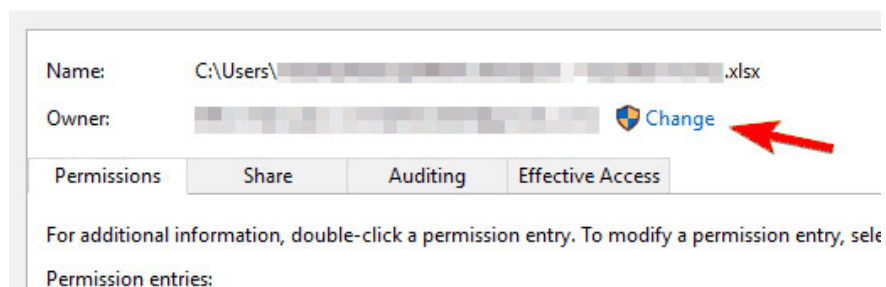 Name: C:\Users\ .xlsx
Owner: Change
Permissions Share Auditing Effective Access
For additional information, double-click a permission entry. To modify a permission entry, sele
Permission entries: